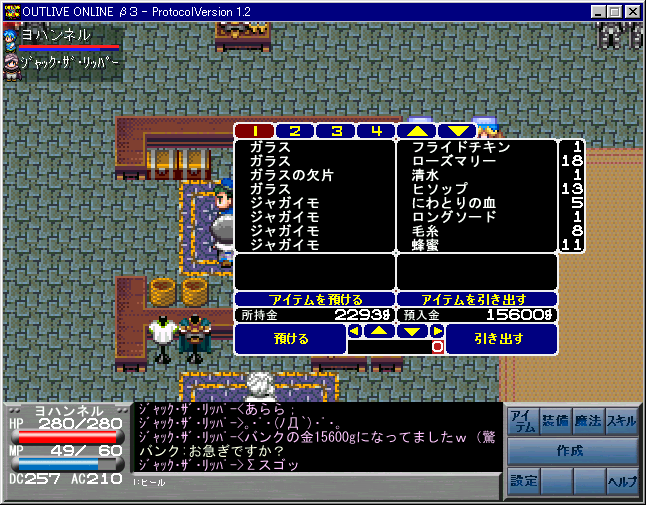 OUTLIVE ONLINE β3 - ProtocolVersion 1.2
ヨハンネル
ｼﾞｬｯｸ・ｻﾞ・ﾘｯﾊﾟｰ
1 2 3 4
ガラス フライドチキン 1
ガラス ローズマリー 18
ガラスの欠片 清水 1
ガラス ヒソップ 13
ジャガイモ にわとりの血 5
ジャガイモ ロングソード 1
ジャガイモ 毛糸 8
ジャガイモ 蜂蜜 11
アイテムを預ける アイテムを引き出す
所持金 2293g 預入金 15600g
預ける 引き出す
ヨハンネル
HP 280/280
MP 49/ 60
DC257 AC210
ｼﾞｬｯｸ･ｻﾞ･ﾘｯﾊﾟｰ<あらら；
ｼﾞｬｯｸ･ｻﾞ･ﾘｯﾊﾟｰ<｡･ﾟ･(ﾉД`)･ﾟ･｡
ｼﾞｬｯｸ･ｻﾞ･ﾘｯﾊﾟｰ<バンクの金15600gになってましたｗ（驚
バンク:お急ぎですか？
ｼﾞｬｯｸ･ｻﾞ･ﾘｯﾊﾟｰ<Σスゴッ
1:ヒール
アイテム 装備 魔法 スキル
作成
設定 ヘルプ